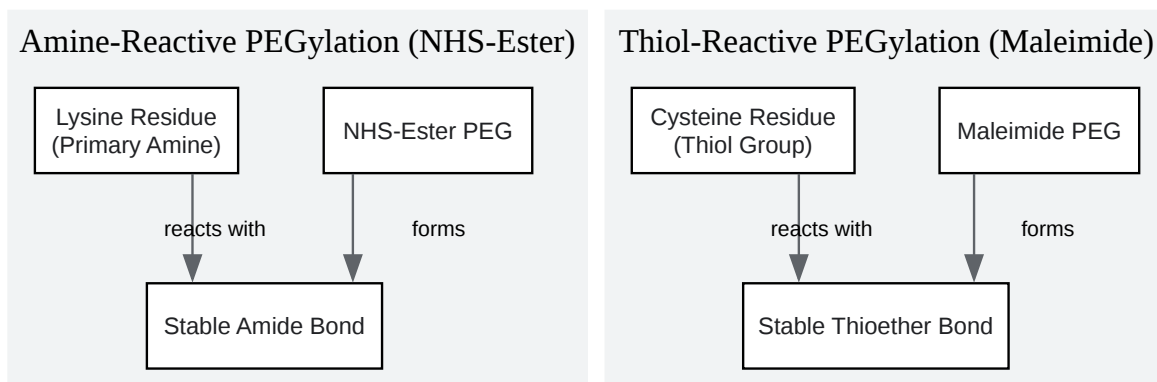 Amine-Reactive PEGylation (NHS-Ester)
Lysine Residue
(Primary Amine)
NHS-Ester PEG
reacts with
forms
Stable Amide Bond
Thiol-Reactive PEGylation (Maleimide)
Cysteine Residue
(Thiol Group)
Maleimide PEG
reacts with
forms
Stable Thioether Bond